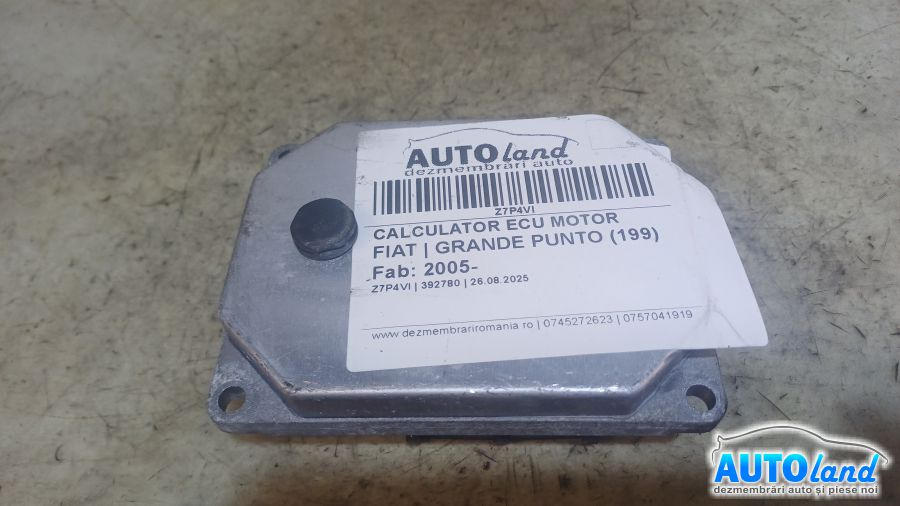 AUTOland
dezmembrări auto
Z7P4VI
CALCULATOR ECU MOTOR
FIAT | GRANDE PUNTO (199)
Fab: 2005-
Z7P4VI | 392780 | 26.08.2025
www.dezmembrariromania.ro | 0745272623 | 0757041919
AUTOland
dezmembrări auto și piese noi